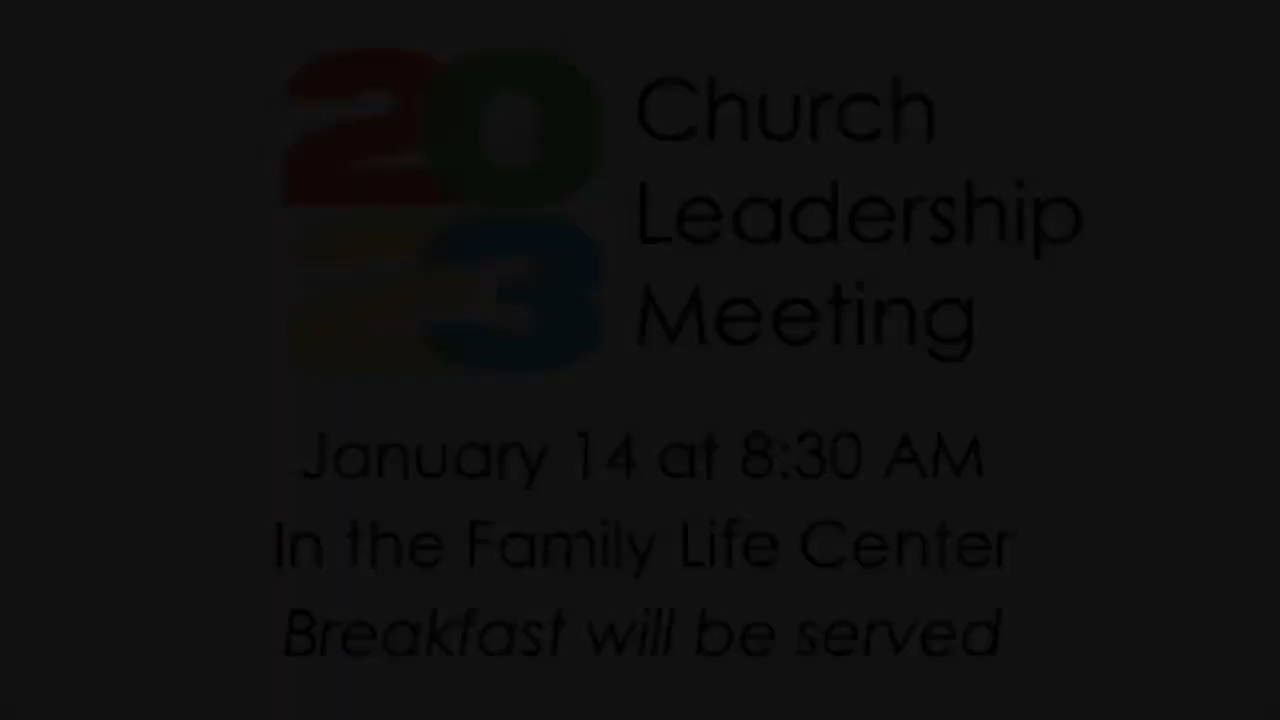 2023
Church
Leadership
Meeting
January 14 at 8:30 AM
In the Family Life Center
Breakfast will be served